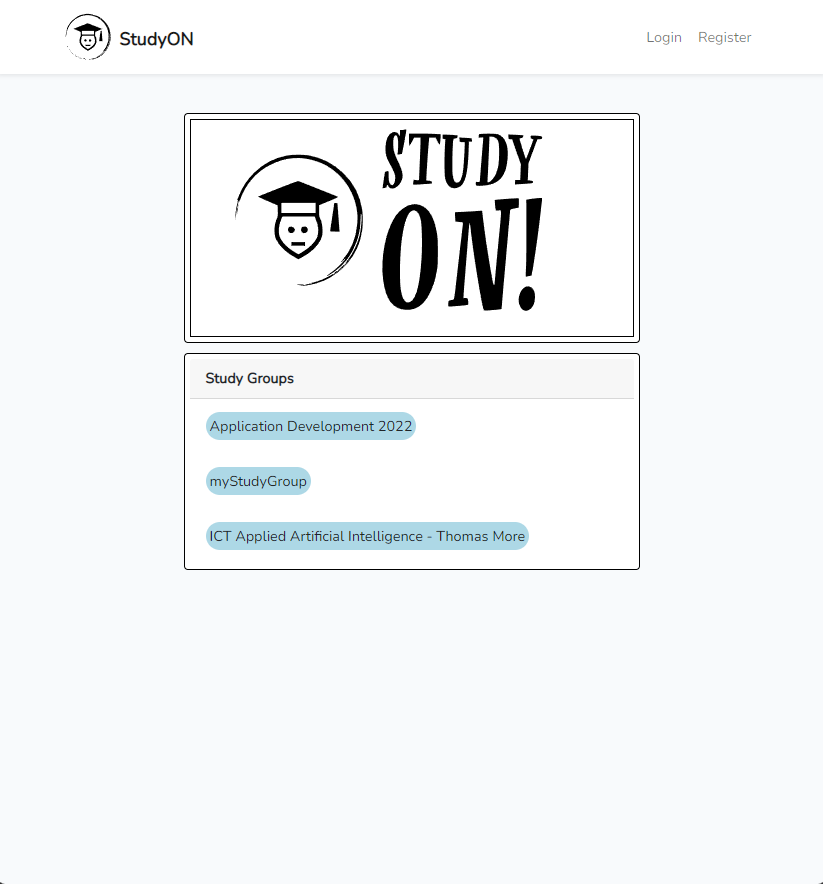 StudyON
Login Register
STUDY
ON!
Study Groups
Application Development 2022
myStudyGroup
ICT Applied Artificial Intelligence - Thomas More